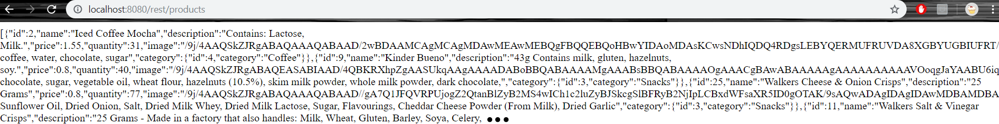 localhost:8080/rest/products
[{"id":2,"name":"Iced Coffee Mocha","description":"Contains: Lactose,
Milk.","price":1.55,"quantity":31,"image":"/9j/4AAQSkZJRgABAQAAAQABAAD/2wBDAAMCAgMCAgMDAwMEAwMEBQgFBQQEBQoHBwYIDAoMDAsKCwsNDhIQDQ4RDgsLEBYQERMUFRUVDA8XGBYUGBIUFRT/
coffee, water, chocolate, sugar","category":{"id":4,"category":"Coffee"}},{"id":9,"name":"Kinder Bueno","description":"43g Contains milk, gluten, hazelnuts,
soy.","price":0.8,"quantity":40,"image":"/9j/4AAQSkZJRgABAQEASABIAAD/4QBKRXhpZgAASUkqAAgAAAADABoBBQABAAAAMgAAABsBBQABAAAAOgAAACgBAwABAAAAAgAAAAAAAAAAVOoqgJaYAABU6iq
chocolate, sugar, vegetable oil, wheat flour, hazelnuts (10.5%), skim milk powder, whole milk powder, dark chocolate,","category":{"id":3,"category":"Snacks"}},{"id":25,"name":"Walkers Cheese & Onion Crisps","description":"25
Grams","price":0.8,"quantity":77,"image":"/9j/4AAQSkZJRgABAQAAAQABAAD//gA7Q1JFQVRPUjogZ2QtanBlZyB2MS4wICh1c2luZyBJSkcgSlBFRyB2NjIpLCBxdWFsaXR5ID0gOTAK/9sAQwADAgIDAgIDAwMDBAMDBA
Sunflower Oil, Dried Onion, Salt, Dried Milk Whey, Dried Milk Lactose, Sugar, Flavourings, Cheddar Cheese Powder (From Milk), Dried Garlic","category":{"id":3,"category":"Snacks"}},{"id":11,"name":"Walkers Salt & Vinegar
Crisps","description":"25 Grams - Made in a factory that also handles: Milk, Wheat, Gluten, Barley, Soya, Celery, ...